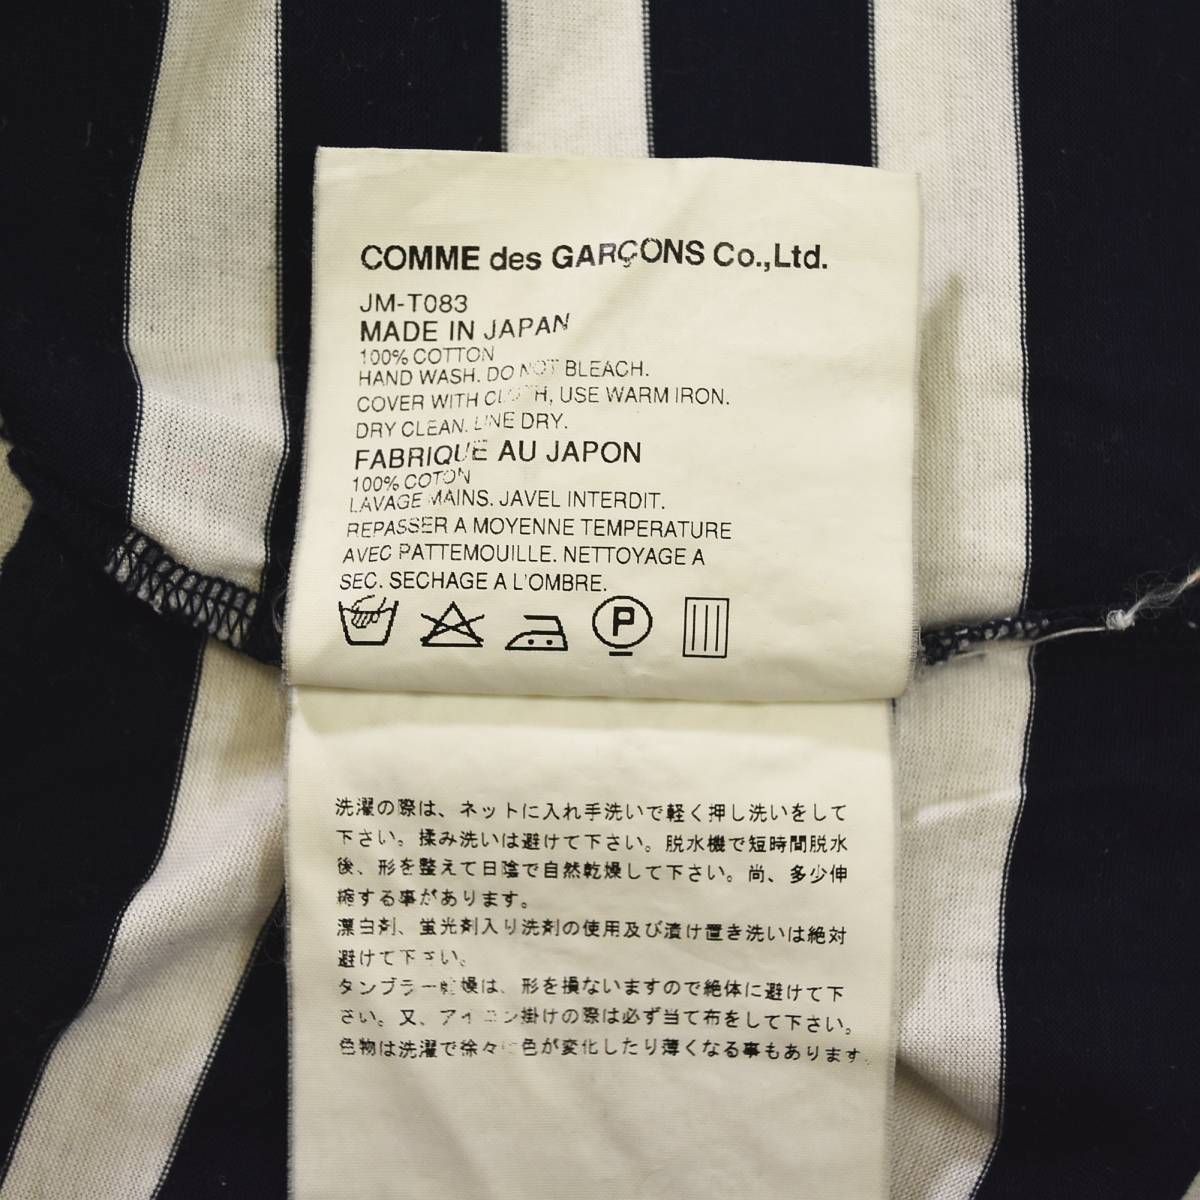 COMME des GARÇONS Co.,Ltd.
JM-T083
MADE IN JAPAN
100% COTTON
HAND WASH. DO NOT BLEACH.
COVER WITH CLOTH, USE WARM IRON.
DRY CLEAN. LINE DRY.
FABRIQUE AU JAPON
100% COTON
LAVAGE MAINS. JAVEL INTERDIT.
REPASSER A MOYENNE TEMPERATURE
AVEC PATTEMOUILLE. NETTOYAGE A
SEC. SECHAGE A L'OMBRE.
P
洗濯の際は、ネットに入れ手洗いで軽く押し洗いをして
下さい。揉み洗いは避けて下さい。脱水機で短時間脱水
後、形を整えて日陰で自然乾燥して下さい。尚、多少伸
縮する事があります。
漂白剤、蛍光剤入り洗剤の使用及び漬け置き洗いは絶対
避けて下さい。
タンブラー乾燥は、形を損ないますので絶体に避けて下
さい。又、アイロン掛けの際は必ず当て布をして下さい。
色物は洗濯で徐々に色が変化したり薄くなる事もあります。